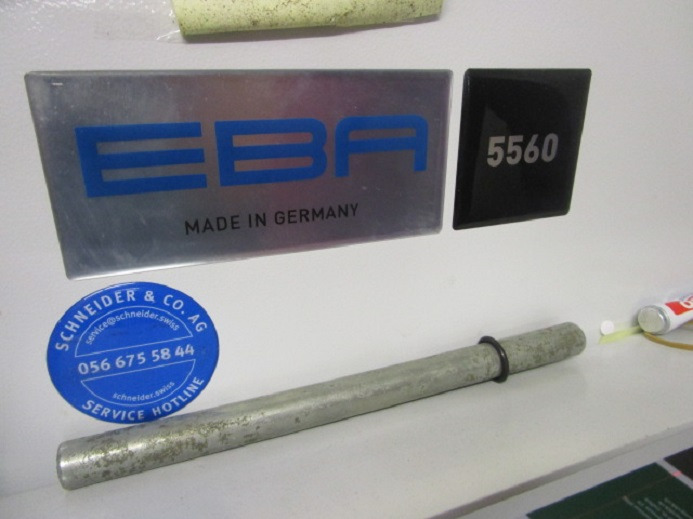 EBA
MADE IN GERMANY
5560
SCHNEIDER & CO. AG
service@schneider.swiss
056 675 58 44
schneider.swiss
SERVICE HOTLINE